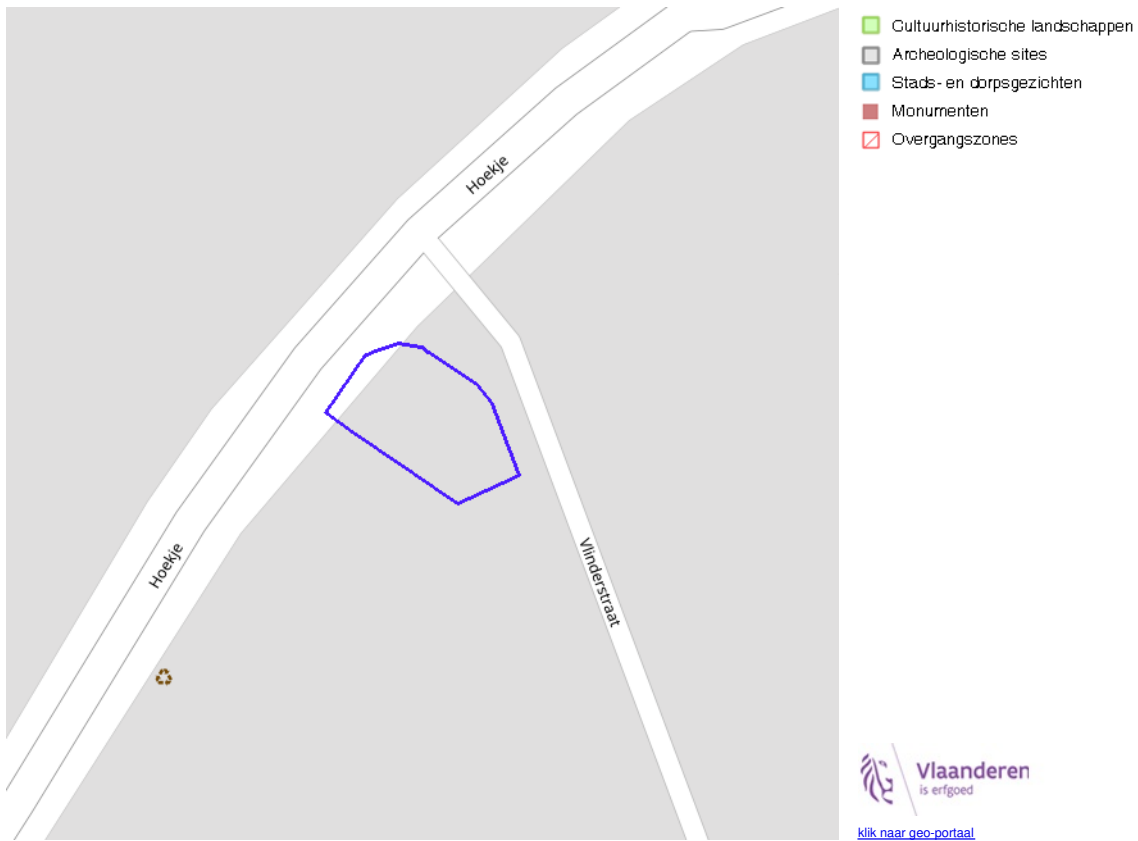 Cultuurhistorische landschappen
Archeologische sites
Stads- en dorpsgezichten
Monumenten
Overgangszones
Hoekje
Hoekje
Vlinderstraat
Vlaanderen
is erfgoed
klik naar geo-portaal